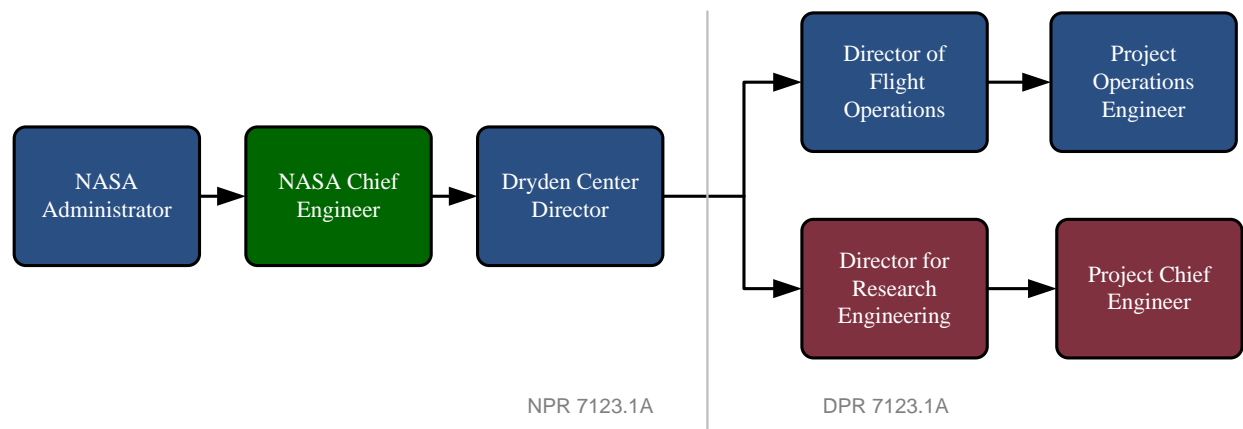 NASA
Administrator
NASA Chief
Engineer
Dryden Center
Director
Director of
Flight
Operations
Project
Operations
Engineer
Director for
Research
Engineering
Project Chief
Engineer
NPR 7123.1A
DPR 7123.1A